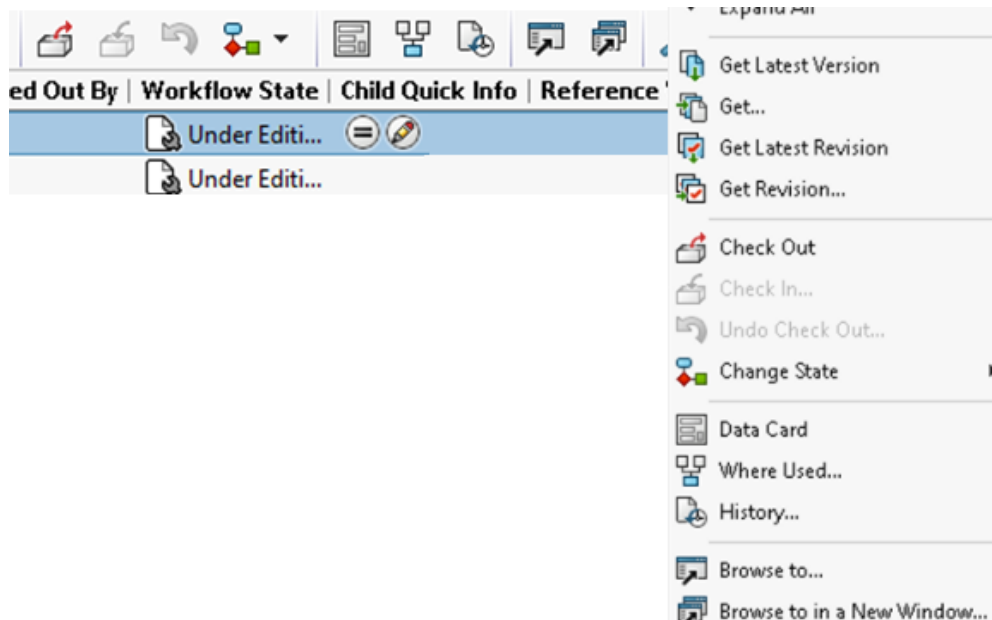 Expand All
ed Out By | Workflow State | Child Quick Info | Reference
Under Editi...
Under Editi...
Get Latest Version
Get...
Get Latest Revision
Get Revision...
Check Out
Check In...
Undo Check Out...
Change State
Data Card
Where Used...
History...
Browse to...
Browse to in a New Window...